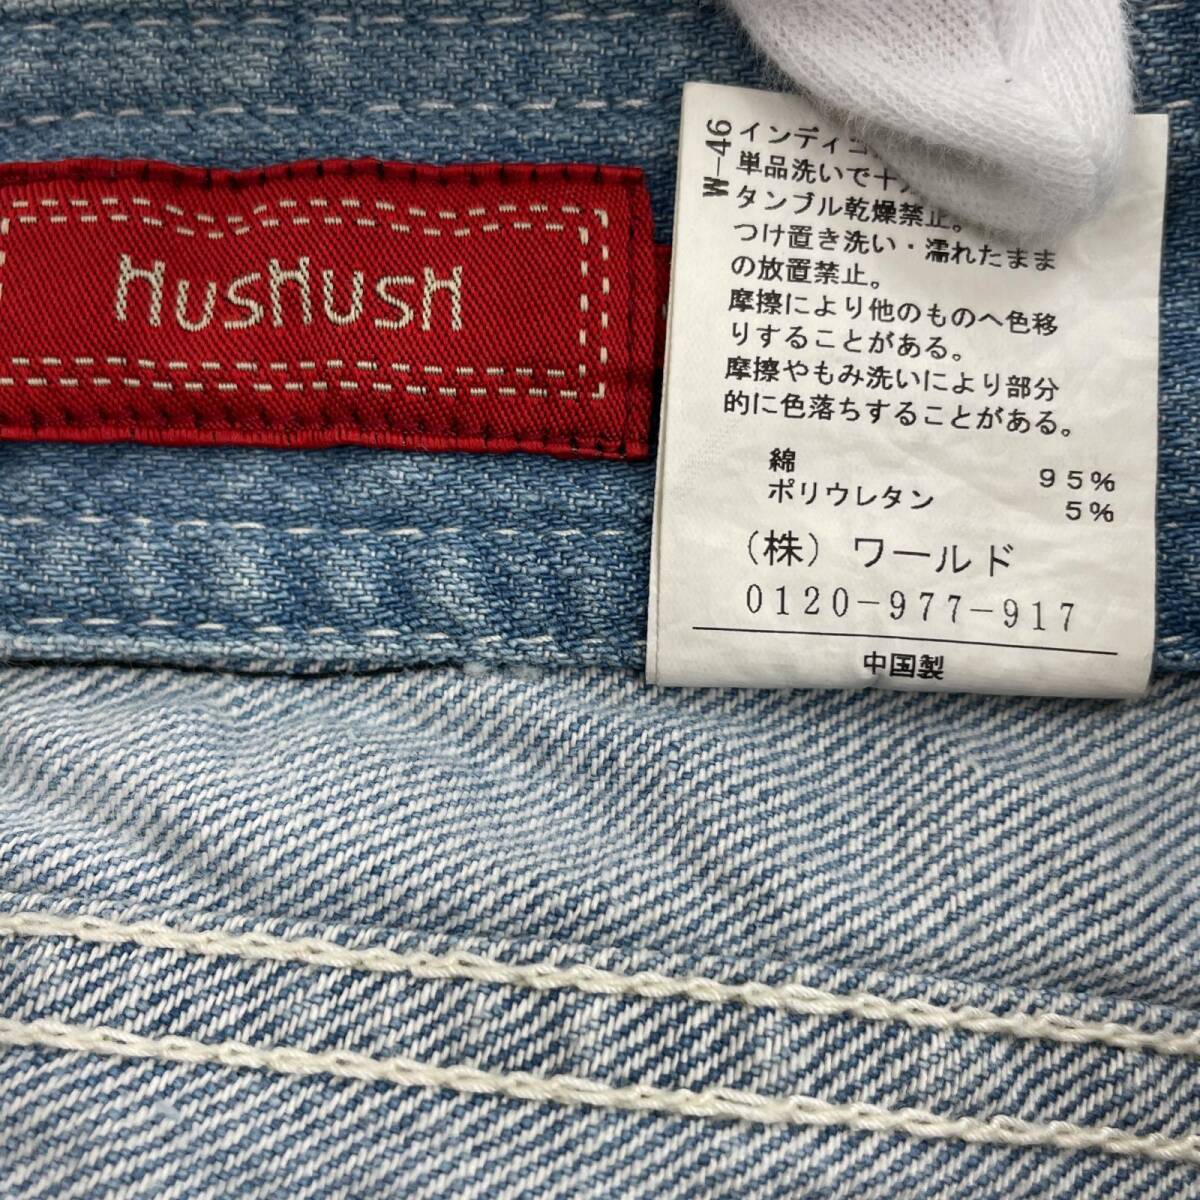 HUSHUSH
W-46
インディゴ
単品洗いで十
タンブル乾燥禁止。
つけ置き洗い・濡れたまま
の放置禁止。
摩擦により他のものへ色移
りすることがある。
摩擦やもみ洗いにより部分
的に色落ちすることがある。
綿 95%
ポリウレタン 5%
(株) ワールド
0120-977-917
中国製